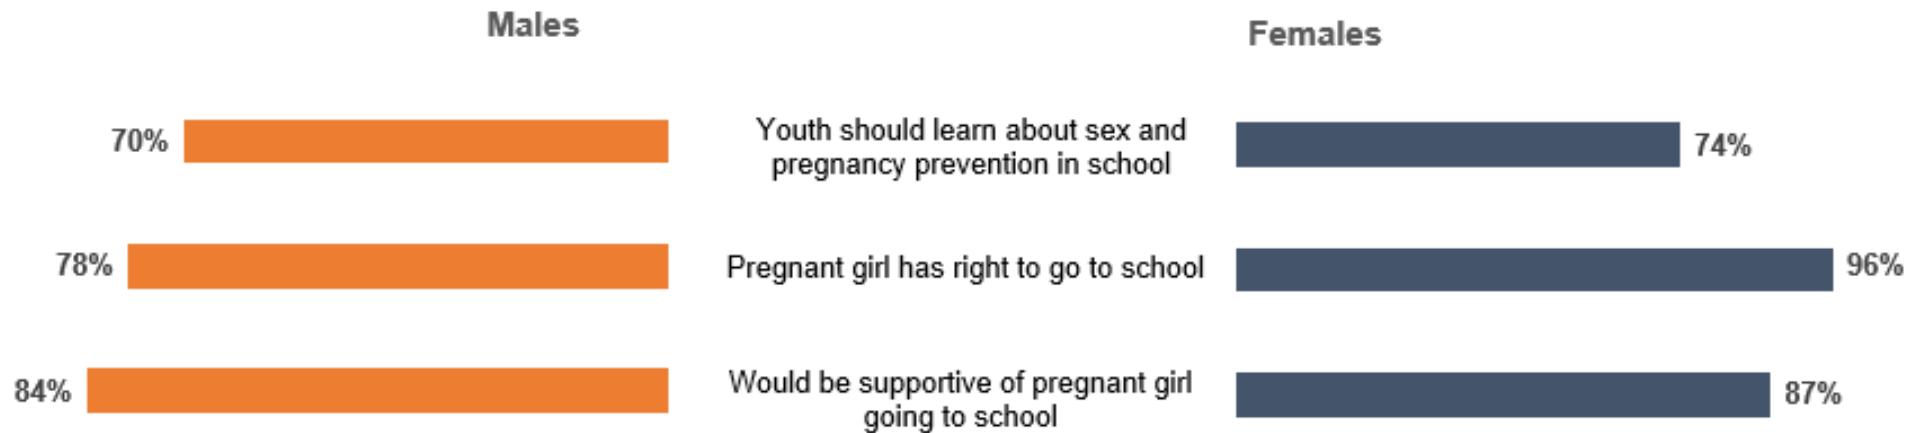 Males
Females
70%
Youth should learn about sex and
pregnancy prevention in school
74%
78%
Pregnant girl has right to go to school
96%
84%
Would be supportive of pregnant girl
going to school
87%